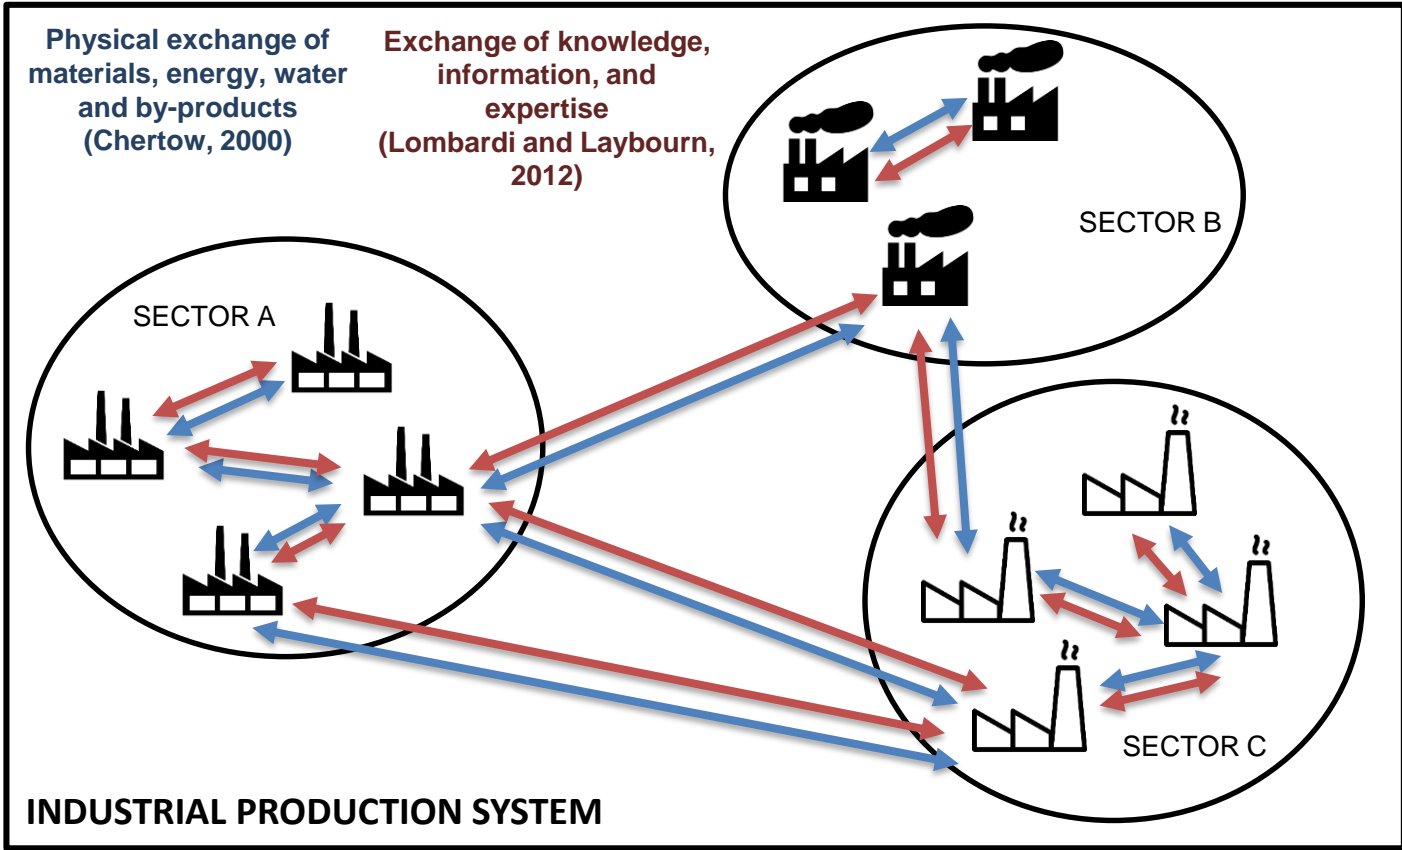 Physical exchange of
materials, energy, water
and by-products
(Chertow, 2000)
Exchange of knowledge,
information, and
expertise
(Lombardi and Laybourn,
2012)
SECTOR B
SECTOR A
SECTOR C
INDUSTRIAL PRODUCTION SYSTEM